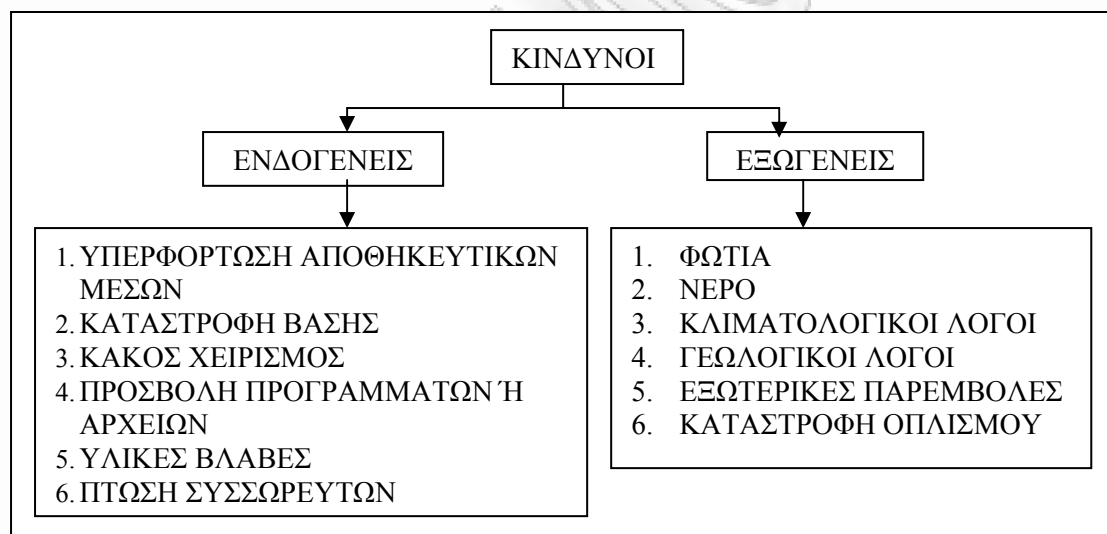 ΚΙΝΔΥΝΟΙ
ΕΝΔΟΓΕΝΕΙΣ
ΕΞΩΓΕΝΕΙΣ
1. ΥΠΕΡΦΟΡΤΩΣΗ ΑΠΟΘΗΚΕΥΤΙΚΩΝ
ΜΕΣΩΝ
2. ΚΑΤΑΣΤΡΟΦΗ ΒΑΣΗΣ
3. ΚΑΚΟΣ ΧΕΙΡΙΣΜΟΣ
4. ΠΡΟΣΒΟΛΗ ΠΡΟΓΡΑΜΜΑΤΩΝ Ή
ΑΡΧΕΙΩΝ
5. ΥΛΙΚΕΣ ΒΛΑΒΕΣ
6. ΠΤΩΣΗ ΣΥΣΣΩΡΕΥΤΩΝ
1. ΦΩΤΙΑ
2. ΝΕΡΟ
3. ΚΛΙΜΑΤΟΛΟΓΙΚΟΙ ΛΟΓΟΙ
4. ΓΕΩΛΟΓΙΚΟΙ ΛΟΓΟΙ
5. ΕΞΩΤΕΡΙΚΕΣ ΠΑΡΕΜΒΟΛΕΣ
6. ΚΑΤΑΣΤΡΟΦΗ ΟΠΛΙΣΜΟΥ